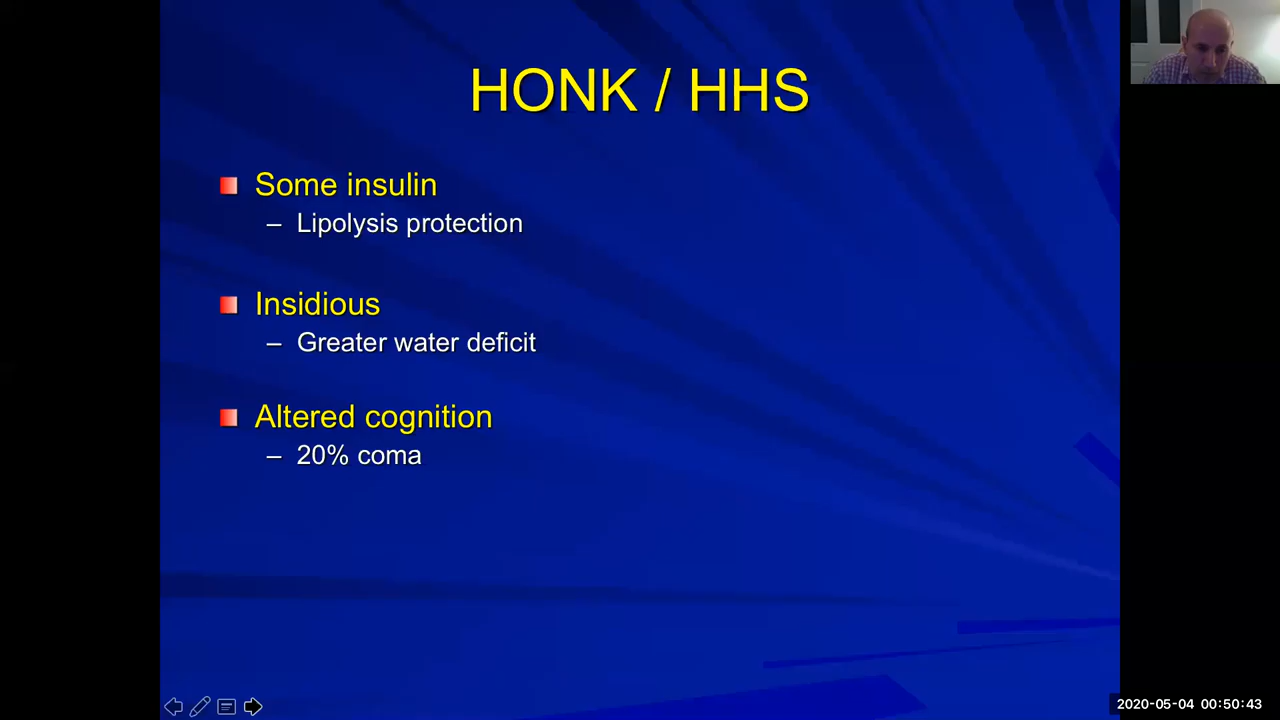 HONK / HHS
Some insulin
– Lipolysis protection
Insidious
– Greater water deficit
Altered cognition
– 20% coma
2020-05-04 00:50:43